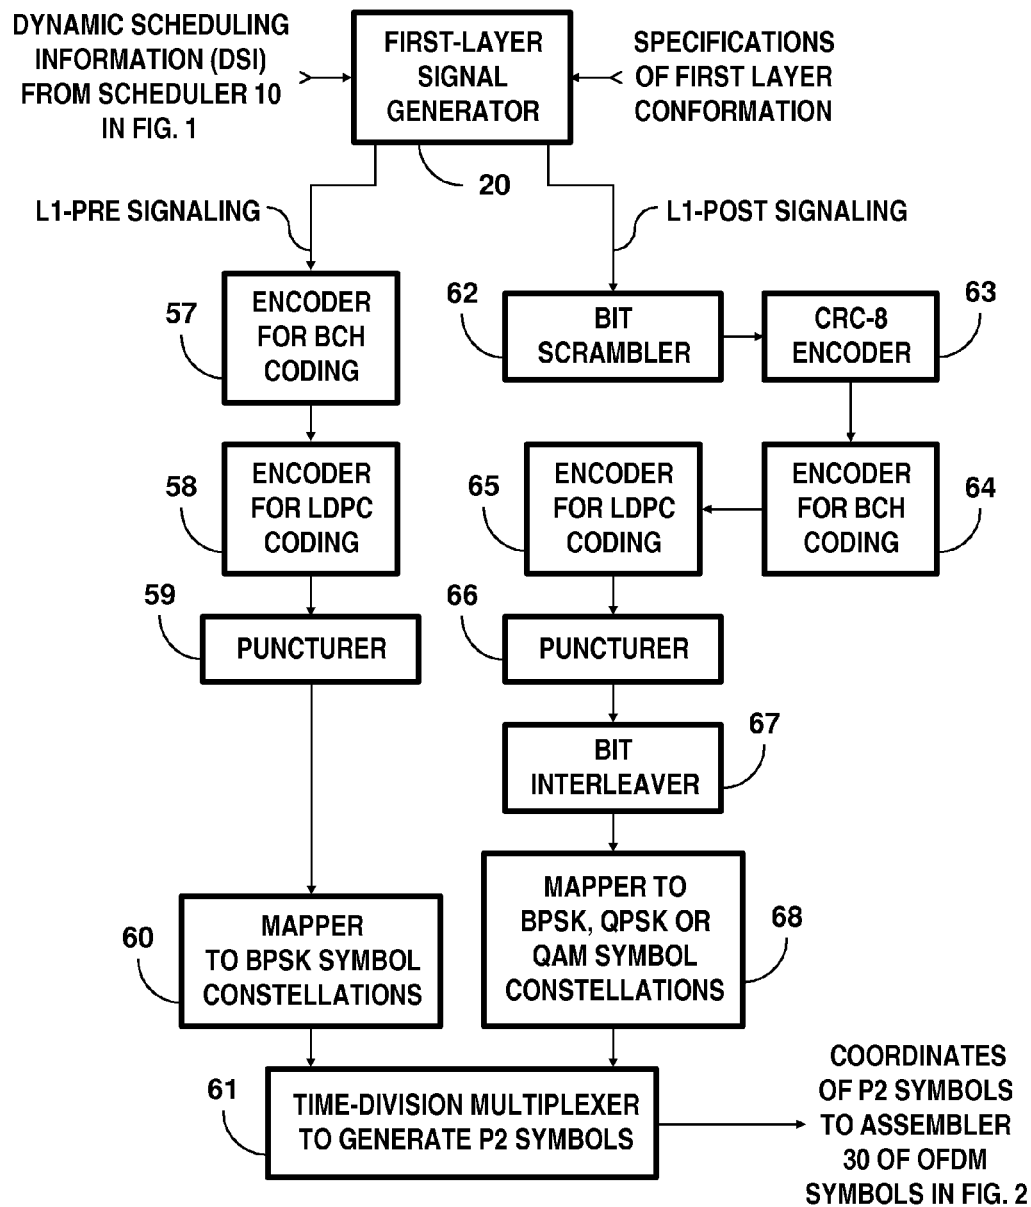 DYNAMIC SCHEDULING
INFORMATION (DSI)
FROM SCHEDULER 10
IN FIG. 1
FIRST-LAYER
SIGNAL
GENERATOR
SPECIFICATIONS
OF FIRST LAYER
CONFORMATION
20
L1-PRE SIGNALING
L1-POST SIGNALING
57
ENCODER
FOR BCH
CODING
62
BIT
SCRAMBLER
CRC-8
ENCODER
63
58
ENCODER
FOR LDPC
CODING
65
ENCODER
FOR LDPC
CODING
ENCODER
FOR BCH
CODING
64
59
PUNCTURER
66
PUNCTURER
BIT
INTERLEAVER
67
60
MAPPER
TO BPSK SYMBOL
CONSTELLATIONS
MAPPER TO
BPSK, QPSK OR
QAM SYMBOL
CONSTELLATIONS
68
61
TIME-DIVISION MULTIPLEXER
TO GENERATE P2 SYMBOLS
COORDINATES
OF P2 SYMBOLS
TO ASSEMBLER
30 OF OFDM
SYMBOLS IN FIG. 2